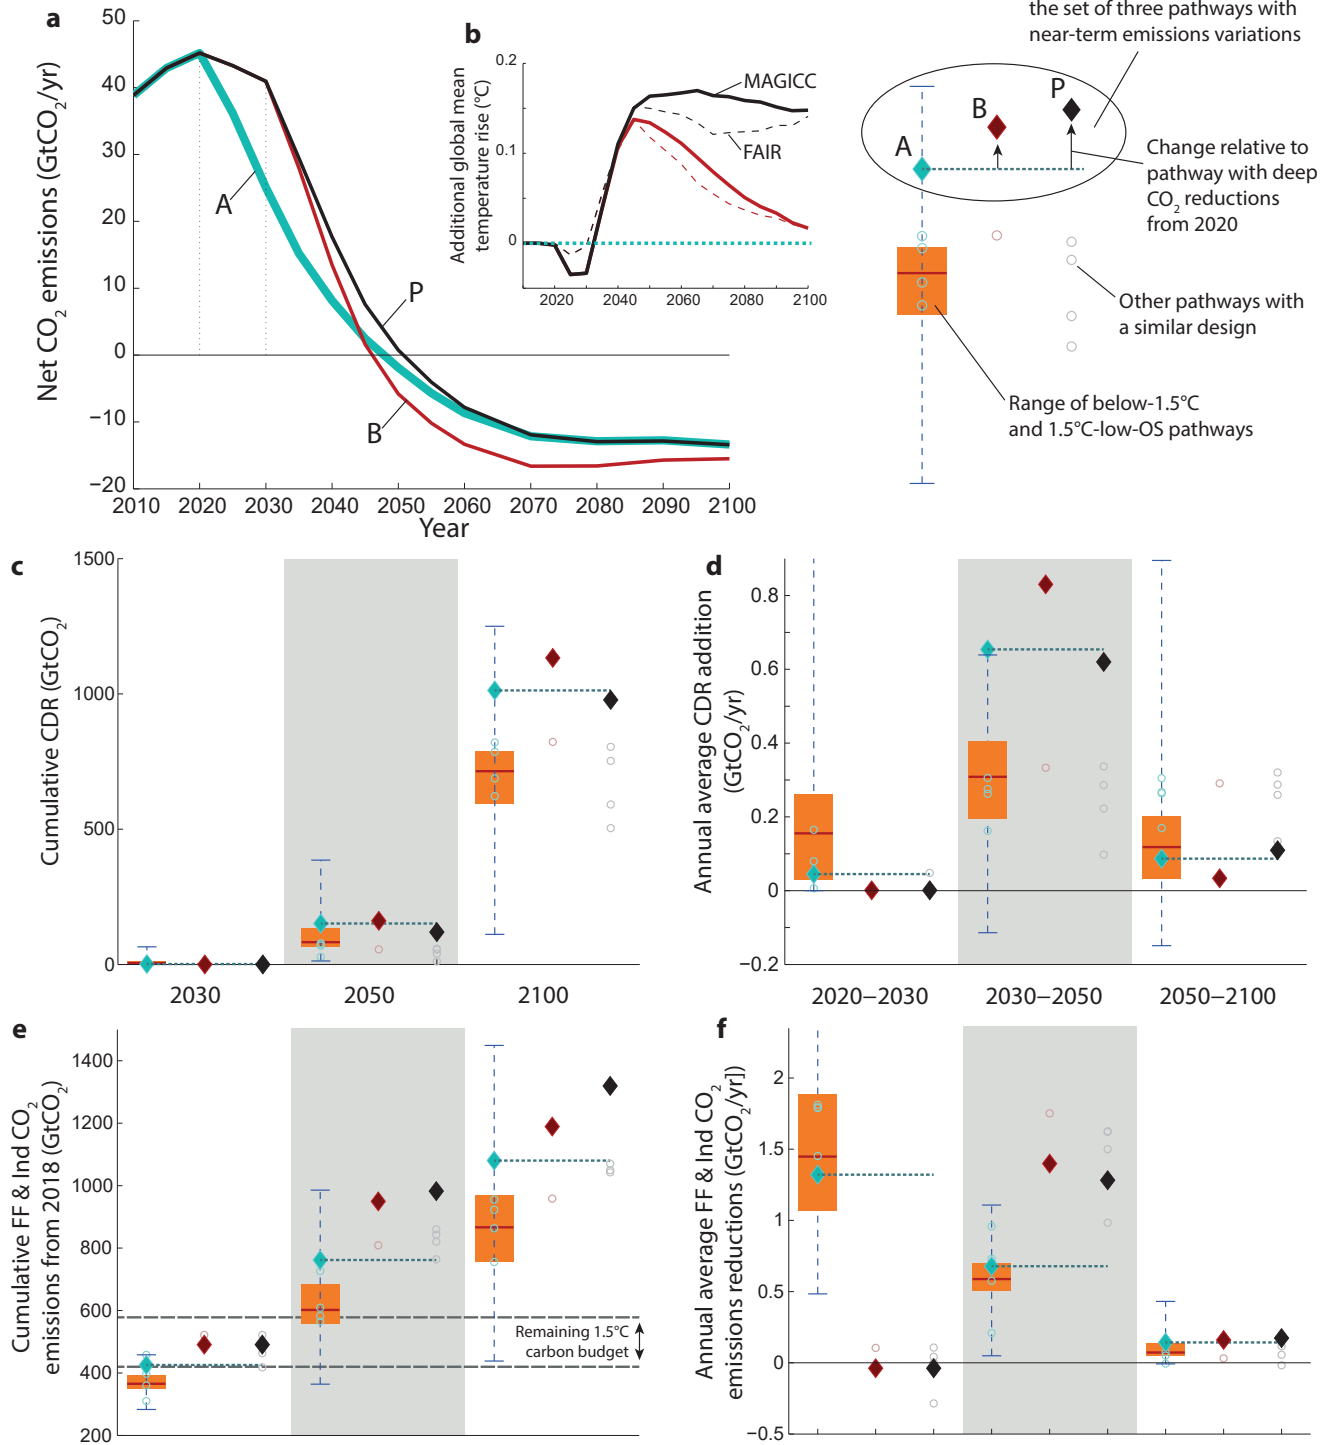 a
50
40
30
20
10
0
−10
−20
Net CO2 emissions (GtCO2/yr)
2010 2020 2030 2040 2050 2060 2070 2080 2090 2100
Year
A
P
B
b
0.2
0.1
0
Additional global mean
temperature rise (°C)
MAGICC
FAIR
2020 2040 2060 2080 2100
the set of three pathways with
near-term emissions variations
A
B
P
Change relative to
pathway with deep
CO2 reductions
from 2020
Other pathways with
a similar design
Range of below-1.5°C
and 1.5°C-low-OS pathways
c
1500
1000
500
0
Cumulative CDR (GtCO2)
2030 2050 2100
d
0.8
0.6
0.4
0.2
0
−0.2
Annual average CDR addition
(GtCO2/yr)
2020−2030 2030−2050 2050−2100
e
1400
1200
1000
800
600
400
200
Cumulative FF & Ind CO2
emissions from 2018 (GtCO2)
Remaining 1.5°C
carbon budget
f
2
1.5
1
0.5
0
−0.5
Annual average FF & Ind CO2
emissions reductions (GtCO2/yr])